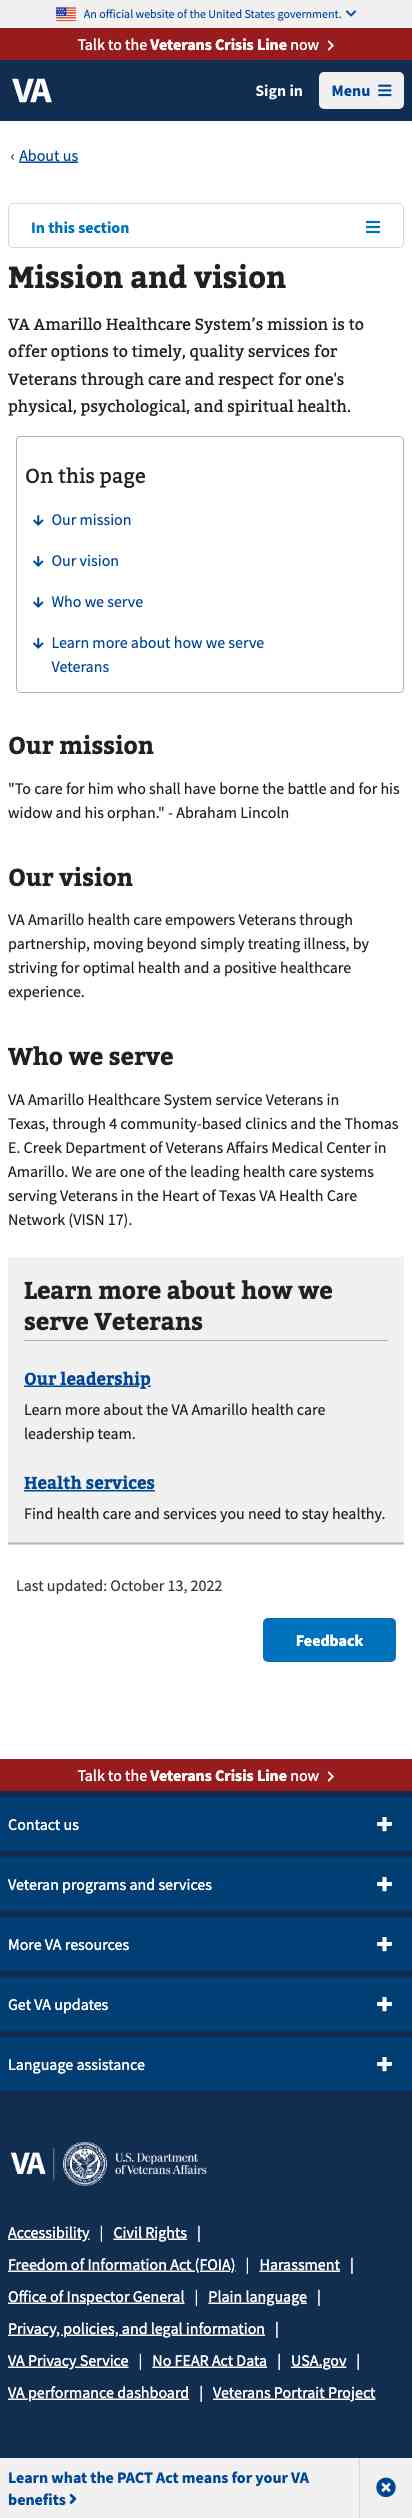 An official website of the United States government.
Talk to the Veterans Crisis Line now
VA
Sign in
Menu
‹ About us
In this section
Mission and vision
VA Amarillo Healthcare System’s mission is to
offer options to timely, quality services for
Veterans through care and respect for one's
physical, psychological, and spiritual health.
On this page
Our mission
Our vision
Who we serve
Learn more about how we serve
Veterans
Our mission
"To care for him who shall have borne the battle and for his
widow and his orphan." - Abraham Lincoln
Our vision
VA Amarillo health care empowers Veterans through
partnership, moving beyond simply treating illness, by
striving for optimal health and a positive healthcare
experience.
Who we serve
VA Amarillo Healthcare System service Veterans in
Texas, through 4 community-based clinics and the Thomas
E. Creek Department of Veterans Affairs Medical Center in
Amarillo. We are one of the leading health care systems
serving Veterans in the Heart of Texas VA Health Care
Network (VISN 17).
Learn more about how we
serve Veterans
Our leadership
Learn more about the VA Amarillo health care
leadership team.
Health services
Find health care and services you need to stay healthy.
Last updated: October 13, 2022
Feedback
Talk to the Veterans Crisis Line now
Contact us
Veteran programs and services
More VA resources
Get VA updates
Language assistance
VA | U.S. Department
of Veterans Affairs
Accessibility | Civil Rights |
Freedom of Information Act (FOIA) | Harassment |
Office of Inspector General | Plain language |
Privacy, policies, and legal information |
VA Privacy Service | No FEAR Act Data | USA.gov |
VA performance dashboard | Veterans Portrait Project
Learn what the PACT Act means for your VA
benefits